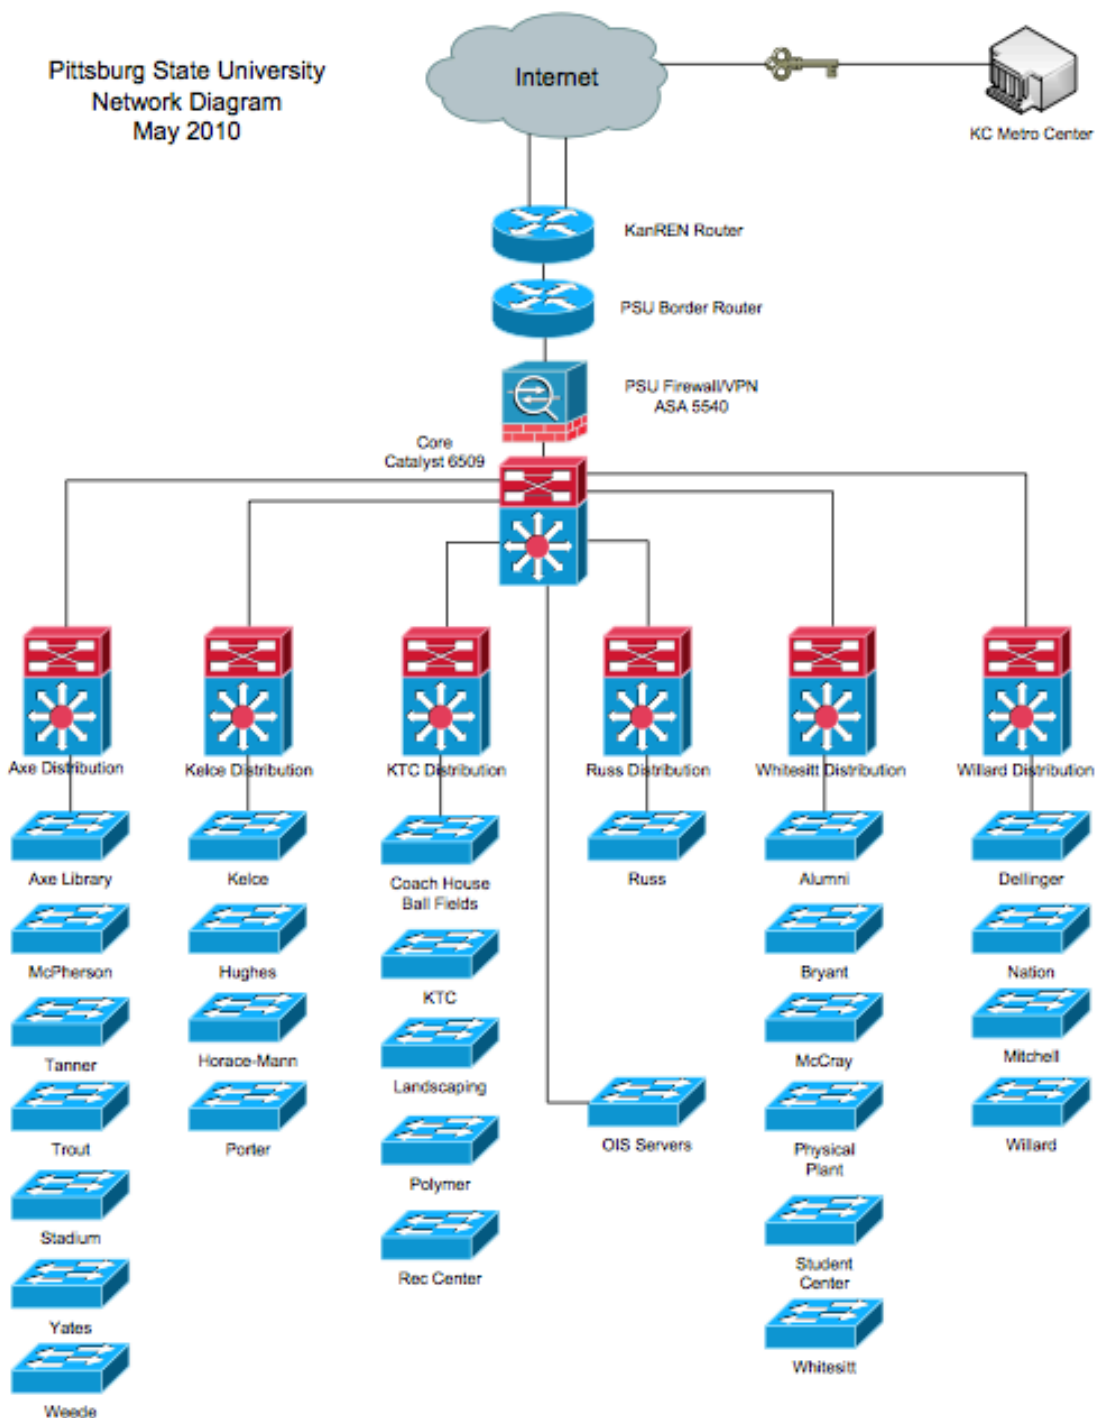 Pittsburg State University
Network Diagram
May 2010
Internet
KC Metro Center
KanREN Router
PSU Border Router
PSU Firewall/VPN
ASA 5540
Core
Catalyst 6509
Axe Distribution
Kelce Distribution
KTC Distribution
Russ Distribution
Whitesitt Distribution
Willard Distribution
Axe Library
McPherson
Tanner
Trout
Stadium
Yates
Weede
Kelce
Hughes
Horace-Mann
Porter
Coach House
Ball Fields
KTC
Landscaping
Polymer
Rec Center
Russ
OIS Servers
Alumni
Bryant
McCray
Physical
Plant
Student
Center
Whitesitt
Dellinger
Nation
Mitchell
Willard